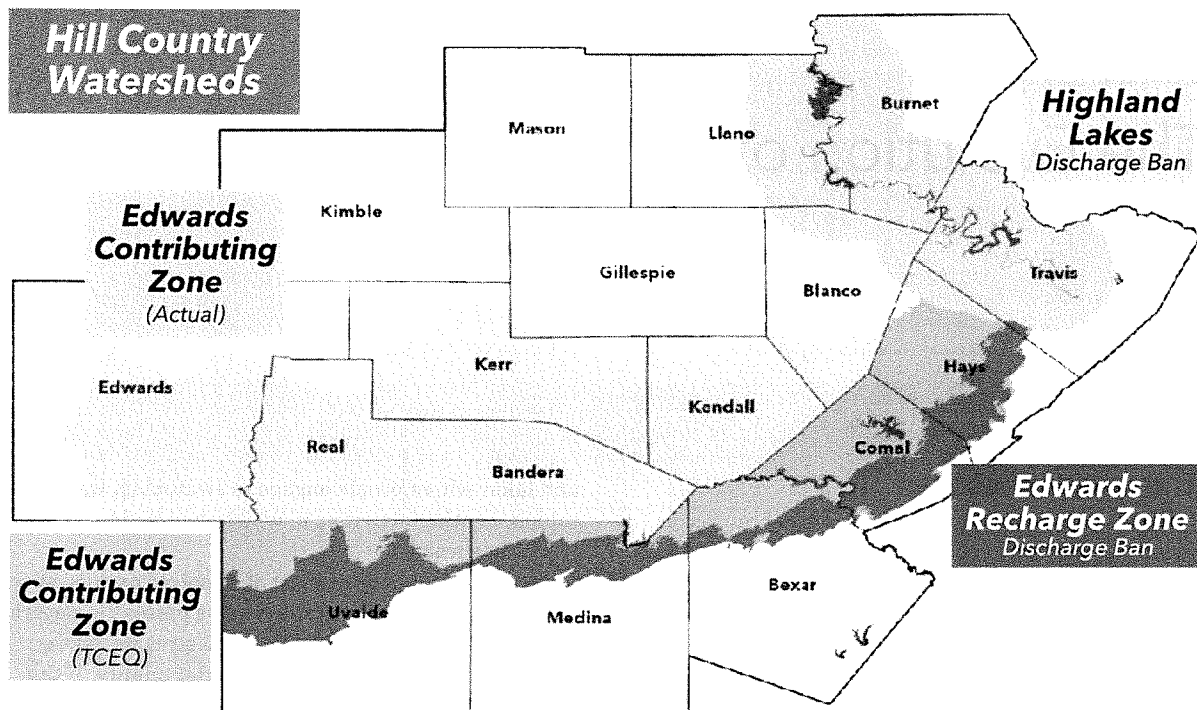 Hill Country
Watersheds
Burnet
Highland
Lakes
Discharge Ban
Mason
Llano
Edwards
Contributing
Zone
(Actual)
Kimble
Gillespie
Blanco
Travis
Edwards
Kerr
Hays
Kendall
Real
Bandera
Comal
Edwards
Recharge Zone
Discharge Ban
Edwards
Contributing
Zone
(TCEQ)
Uvalde
Medina
Bexar